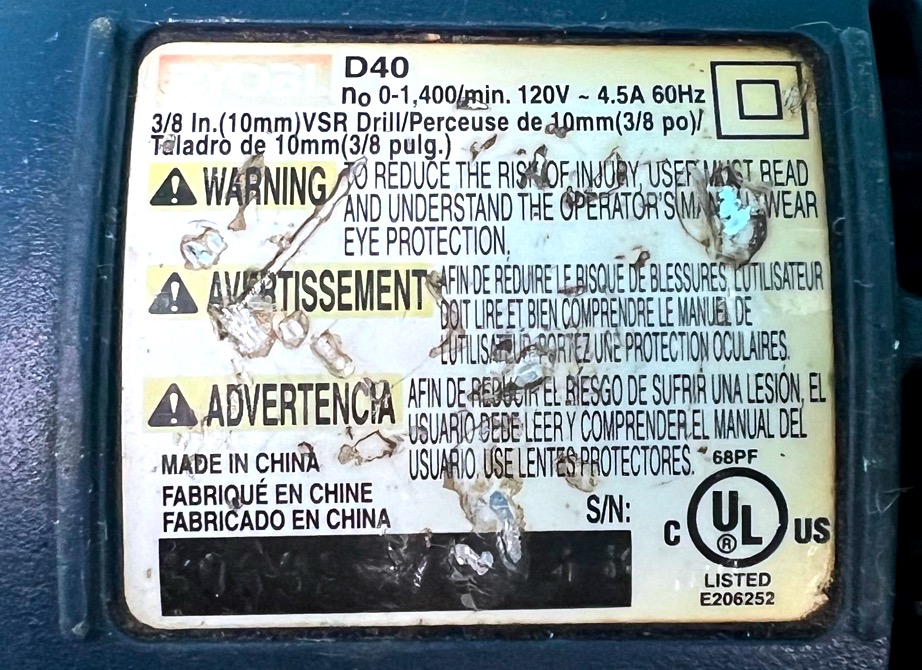 RYOBI
D40
no 0-1,400/min. 120V ~ 4.5A 60Hz
3/8 In.(10mm)VSR Drill/Perceuse de 10mm(3/8 po)/
Taladro de 10mm(3/8 pulg.)
WARNING TO REDUCE THE RISK OF INJURY, USER MUST READ
AND UNDERSTAND THE OPERATOR'S MANUAL, WEAR
EYE PROTECTION.
AVERTISSEMENT AFIN DE REDUIRE LE RISQUE DE BLESSURES, L'UTILISATEUR
DOIT LIRE ET BIEN COMPRENDRE LE MANUEL DE
L'UTILISATEUR. PORTEZ UNE PROTECTION OCULAIRES.
ADVERTENCIA AFIN DE REDUCIR EL RIESGO DE SUFRIR UNA LESIÓN, EL
USUARIO DEBE LEER Y COMPRENDER EL MANUAL DEL
USUARIO, USE LENTES PROTECTORES.
68PF
MADE IN CHINA
FABRIQUÉ EN CHINE
FABRICADO EN CHINA
S/N:
C UL ® US
LISTED
E206252